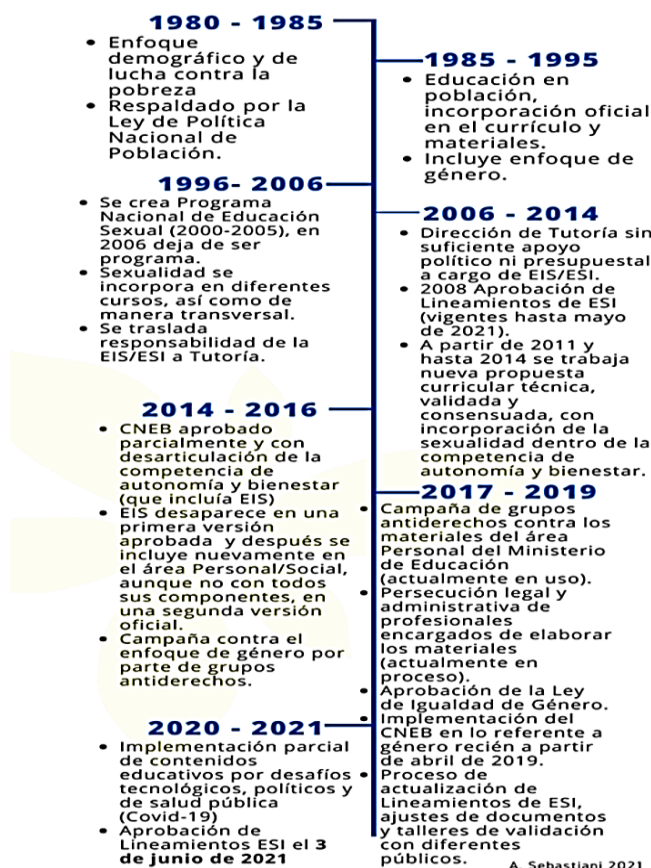 1980 - 1985
• Enfoque
demográfico y de
lucha contra la
pobreza
• Respaldado por la
Ley de Política
Nacional de
Población.
1985 - 1995
• Educación en
población,
incorporación oficial
en el currículo y
materiales.
• Incluye enfoque de
género.
1996- 2006
• Se crea Programa
Nacional de Educación
Sexual (2000-2005), en
2006 deja de ser
programa.
• Sexualidad se
incorpora en diferentes
cursos, así como de
manera transversal.
• Se traslada
responsabilidad de la
EIS/ESI a Tutoría.
2006 - 2014
• Dirección de Tutoría sin
suficiente apoyo
político ni presupuestal
a cargo de EIS/ESI.
• 2008 Aprobación de
Lineamientos de ESI
(vigentes hasta mayo
de 2021).
• A partir de 2011 y
hasta 2014 se trabaja
nueva propuesta
curricular técnica,
validada y
consensuada, con
incorporación de la
sexualidad dentro de la
competencia de
autonomía y bienestar.
2014 - 2016
• CNEB aprobado
parcialmente y con
desarticulación de la
competencia de
autonomía y bienestar
(que incluía EIS)
• EIS desaparece en una
primera versión
aprobada y después se
incluye nuevamente en
el área Personal/Social,
aunque no con todos
sus componentes, en
una segunda versión
oficial.
• Campaña contra el
enfoque de género por
parte de grupos
antiderechos.
2017 - 2019
• Campaña de grupos
antiderechos contra los
materiales del área
Personal del Ministerio
de Educación
(actualmente en uso).
• Persecución legal y
administrativa de
profesionales
encargados de elaborar
los materiales
(actualmente en
proceso).
• Aprobación de la Ley
de Igualdad de Género.
• Implementación del
CNEB en lo referente a
género recién a partir
de abril de 2019.
• Proceso de
actualización de
Lineamientos de ESI,
ajustes de documentos
y talleres de validación
con diferentes
públicos.
2020 - 2021
• Implementación parcial
de contenidos
educativos por desafíos
tecnológicos, políticos y
de salud pública
(Covid-19)
• Aprobación de
Lineamientos ESI el 3
de junio de 2021
A. Sebastiani 2021